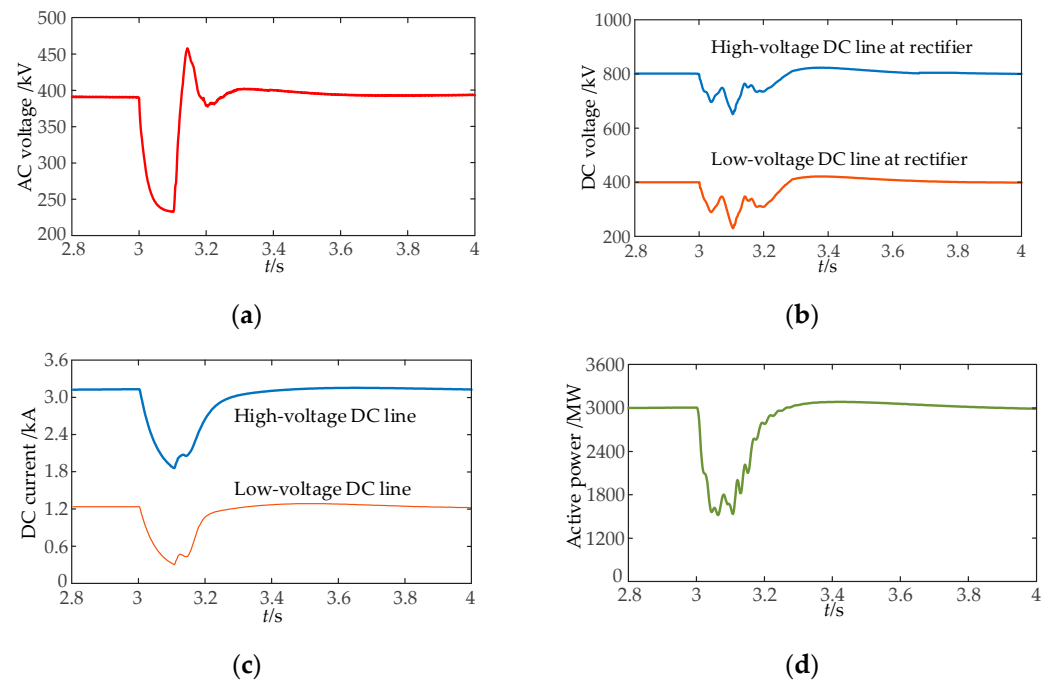 AC voltage /kV
500
450
400
350
300
250
200
2.8 3 3.2 3.4 3.6 3.8 4
t/s
(a)
DC voltage /kV
1000
800
600
400
200
High-voltage DC line at rectifier
Low-voltage DC line at rectifier
2.8 3 3.2 3.4 3.6 3.8 4
t/s
(b)
DC current /kA
3.6
3.0
2.4
1.8
1.2
0.6
0
High-voltage DC line
Low-voltage DC line
2.8 3 3.2 3.4 3.6 3.8 4
t/s
(c)
Active power /MW
3600
3000
2400
1800
1200
0
2.8 3 3.2 3.4 3.6 3.8 4
t/s
(d)